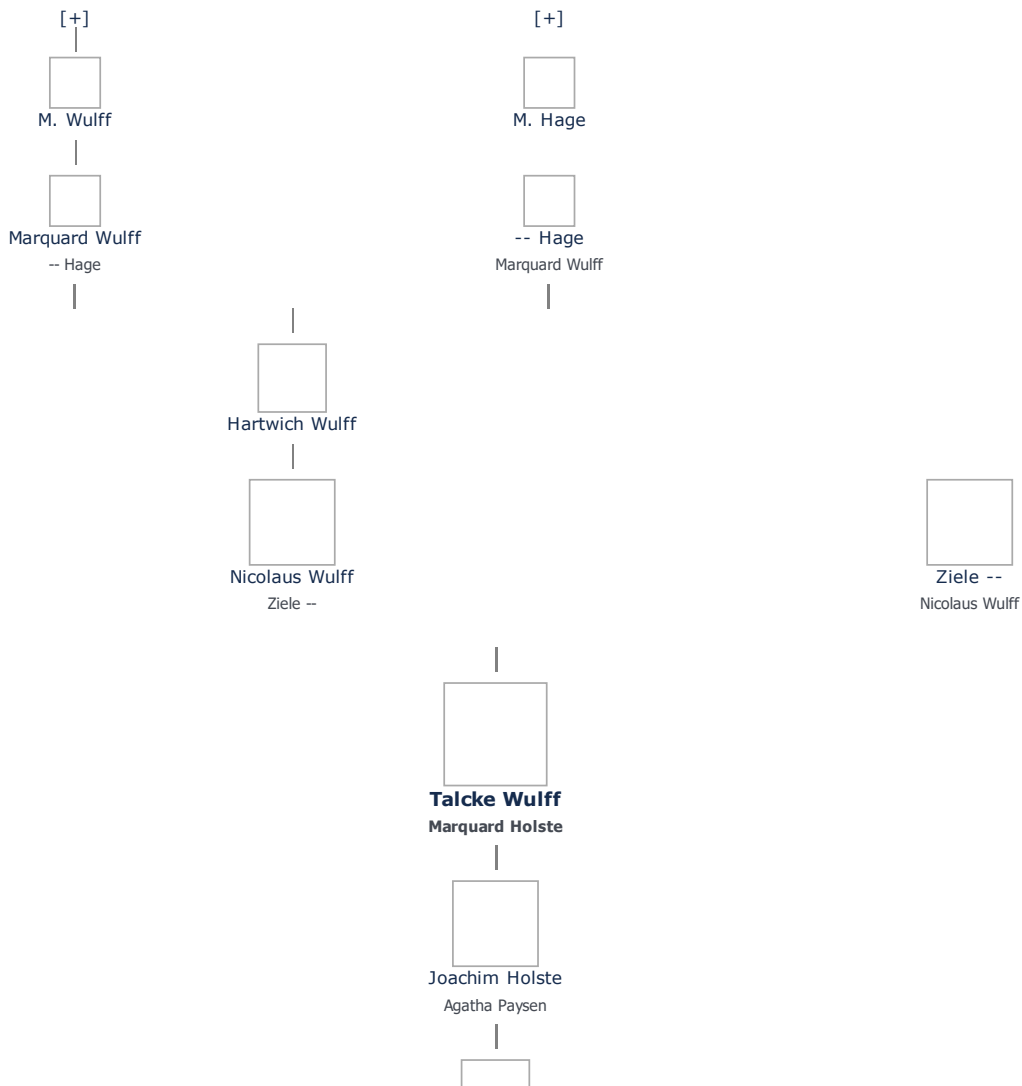 [+] [+]
M. Wulff M. Hage
Marquard Wulff -- Hage
-- Hage Marquard Wulff
Hartwich Wulff
Nicolaus Wulff Ziele --
Ziele -- Nicolaus Wulff
Talcke Wulff
Marquard Holste
Joachim Holste
Agatha Paysen